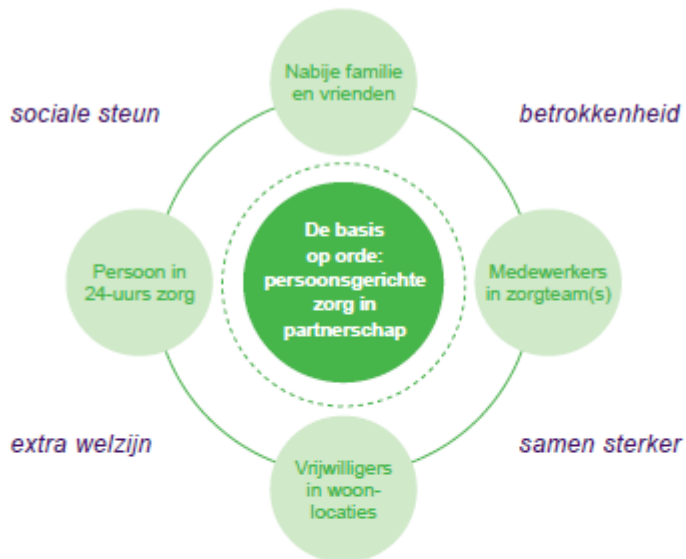 Nabije familie
en vrienden
sociale steun
betrokkenheid
De basis
op orde:
persoonsgerichte
zorg in
partnerschap
Persoon in
24-uurs zorg
Medewerkers
in zorgteam(s)
extra welzijn
samen sterker
Vrijwilligers
in woon-
locaties